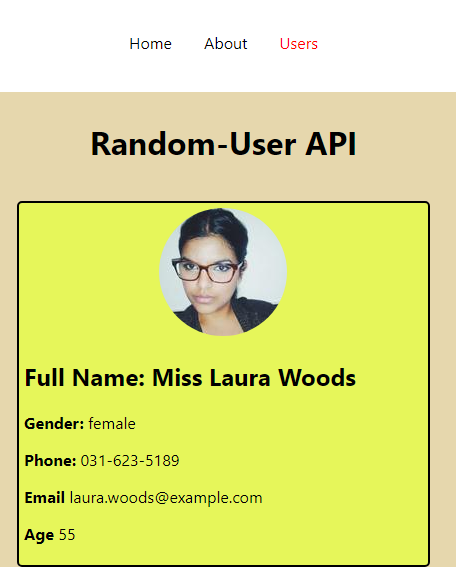 Home About Users
Random-User API
Full Name: Miss Laura Woods
Gender: female
Phone: 031-623-5189
Email laura.woods@example.com
Age 55